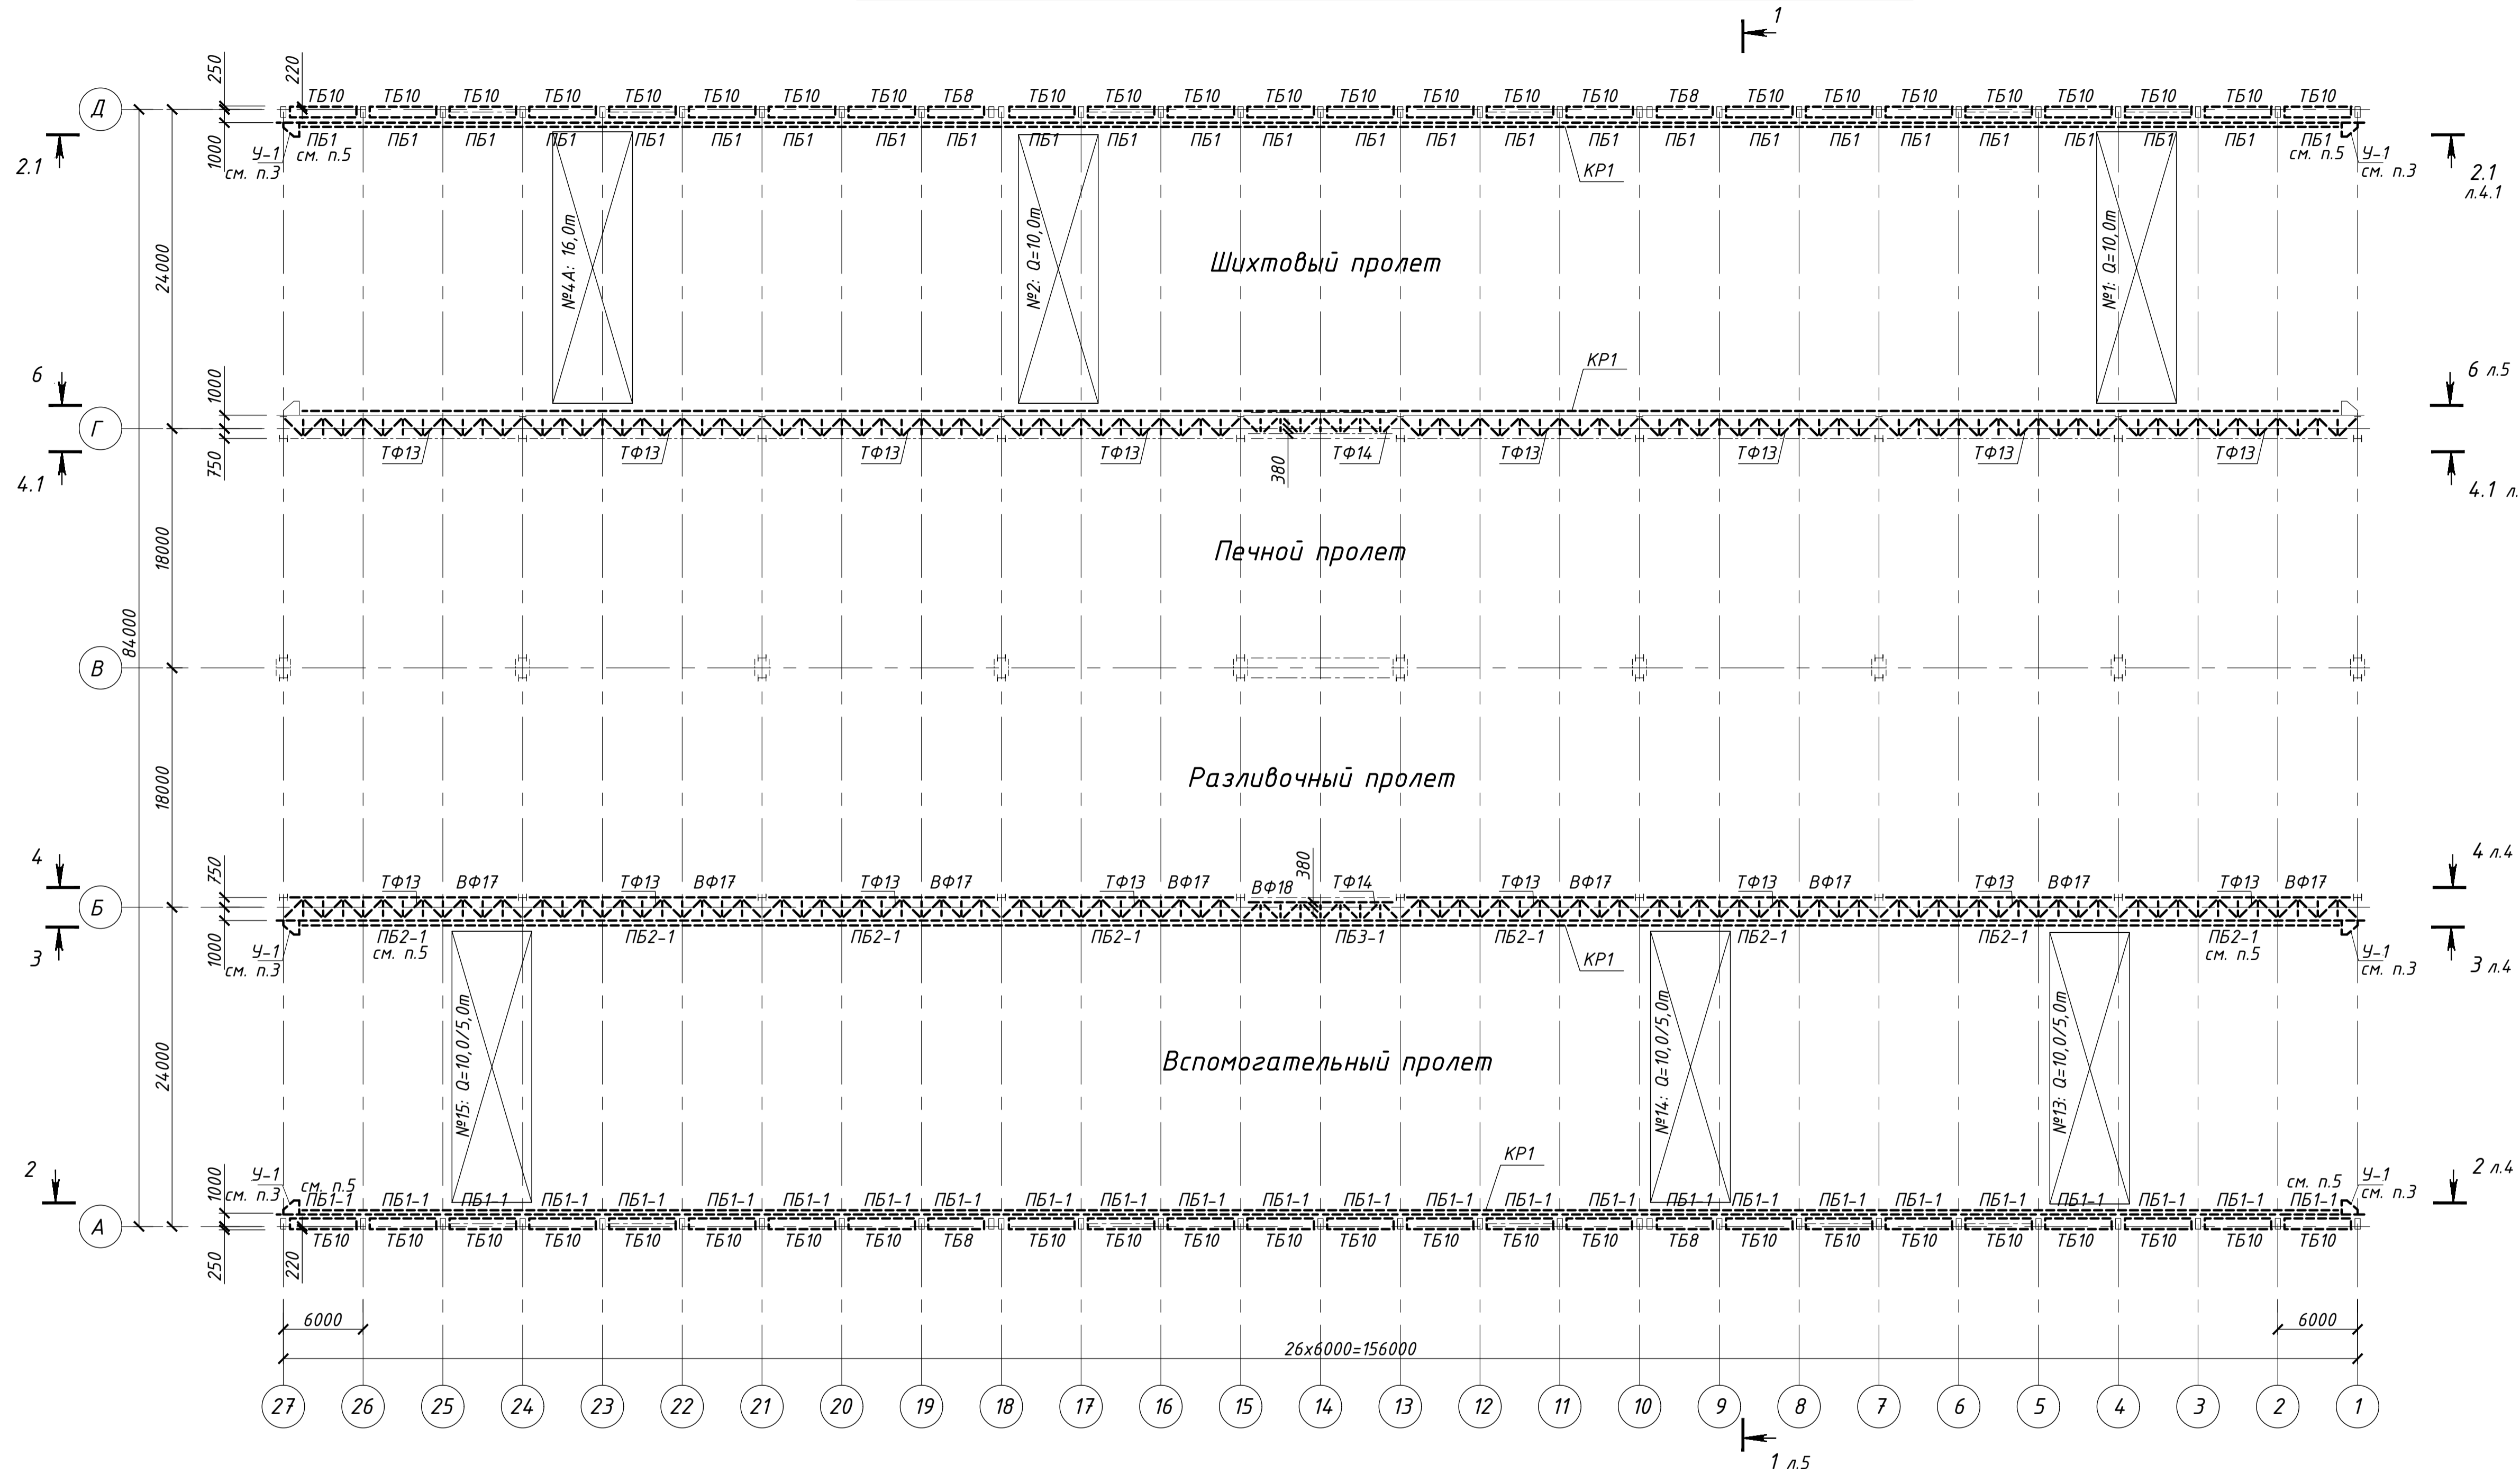 1
250
220
ТБ10 ТБ10 ТБ10 ТБ10 ТБ10 ТБ10 ТБ10 ТБ10 ТБ8 ТБ10 ТБ10 ТБ10 ТБ10 ТБ10 ТБ10 ТБ10 ТБ10 ТБ8 ТБ10 ТБ10 ТБ10 ТБ10 ТБ10 ТБ10 ТБ10 ТБ10
Д
ПБ1 ПБ1 ПБ1 ПБ1 ПБ1 ПБ1 ПБ1 ПБ1 ПБ1 ПБ1 ПБ1 ПБ1 ПБ1 ПБ1 ПБ1 ПБ1 ПБ1 ПБ1 ПБ1 ПБ1 ПБ1 ПБ1 ПБ1 ПБ1 ПБ1 ПБ1
1000
У-1
см. п.3
см. п.5
КР1
см. п.5
У-1
см. п.3
2.1
2.1
л.4.1
24000
№4А: 16,0т
№2: Q=10,0т
№1: Q=10,0т
Шихтовый пролет
КР1
6
6 л.5
1000
Г
750
ТФ13 ТФ13 ТФ13 ТФ13 380 ТФ14 ТФ13 ТФ13 ТФ13 ТФ13
4.1
4.1 л.
18000
Печной пролет
84000
В
18000
Разливочный пролет
4
4 л.4
750
ТФ13 ВФ17 ТФ13 ВФ17 ТФ13 ВФ17 ТФ13 ВФ17 ВФ18 380 ТФ14 ТФ13 ВФ17 ТФ13 ВФ17 ТФ13 ВФ17 ТФ13 ВФ17
Б
1000
ПБ2-1 ПБ2-1 ПБ2-1 ПБ2-1 ПБ3-1 ПБ2-1 ПБ2-1 ПБ2-1 ПБ2-1
см. п.5
см. п.5
У-1
см. п.3
КР1
У-1
см. п.3
3
3 л.4
24000
№15: Q=10,0/5,0т
№14: Q=10,0/5,0т
№13: Q=10,0/5,0т
Вспомогательный пролет
КР1
2
2 л.4
1000
У-1
см. п.3
см. п.5
см. п.5
У-1
см. п.3
ПБ1-1 ПБ1-1 ПБ1-1 ПБ1-1 ПБ1-1 ПБ1-1 ПБ1-1 ПБ1-1 ПБ1-1 ПБ1-1 ПБ1-1 ПБ1-1 ПБ1-1 ПБ1-1 ПБ1-1 ПБ1-1 ПБ1-1 ПБ1-1 ПБ1-1 ПБ1-1 ПБ1-1 ПБ1-1 ПБ1-1 ПБ1-1 ПБ1-1 ПБ1-1
А
ТБ10 ТБ10 ТБ10 ТБ10 ТБ10 ТБ10 ТБ10 ТБ10 ТБ8 ТБ10 ТБ10 ТБ10 ТБ10 ТБ10 ТБ10 ТБ10 ТБ10 ТБ8 ТБ10 ТБ10 ТБ10 ТБ10 ТБ10 ТБ10 ТБ10 ТБ10
250
220
6000
6000
26х6000=156000
27 26 25 24 23 22 21 20 19 18 17 16 15 14 13 12 11 10 9 8 7 6 5 4 3 2 1
1 л.5